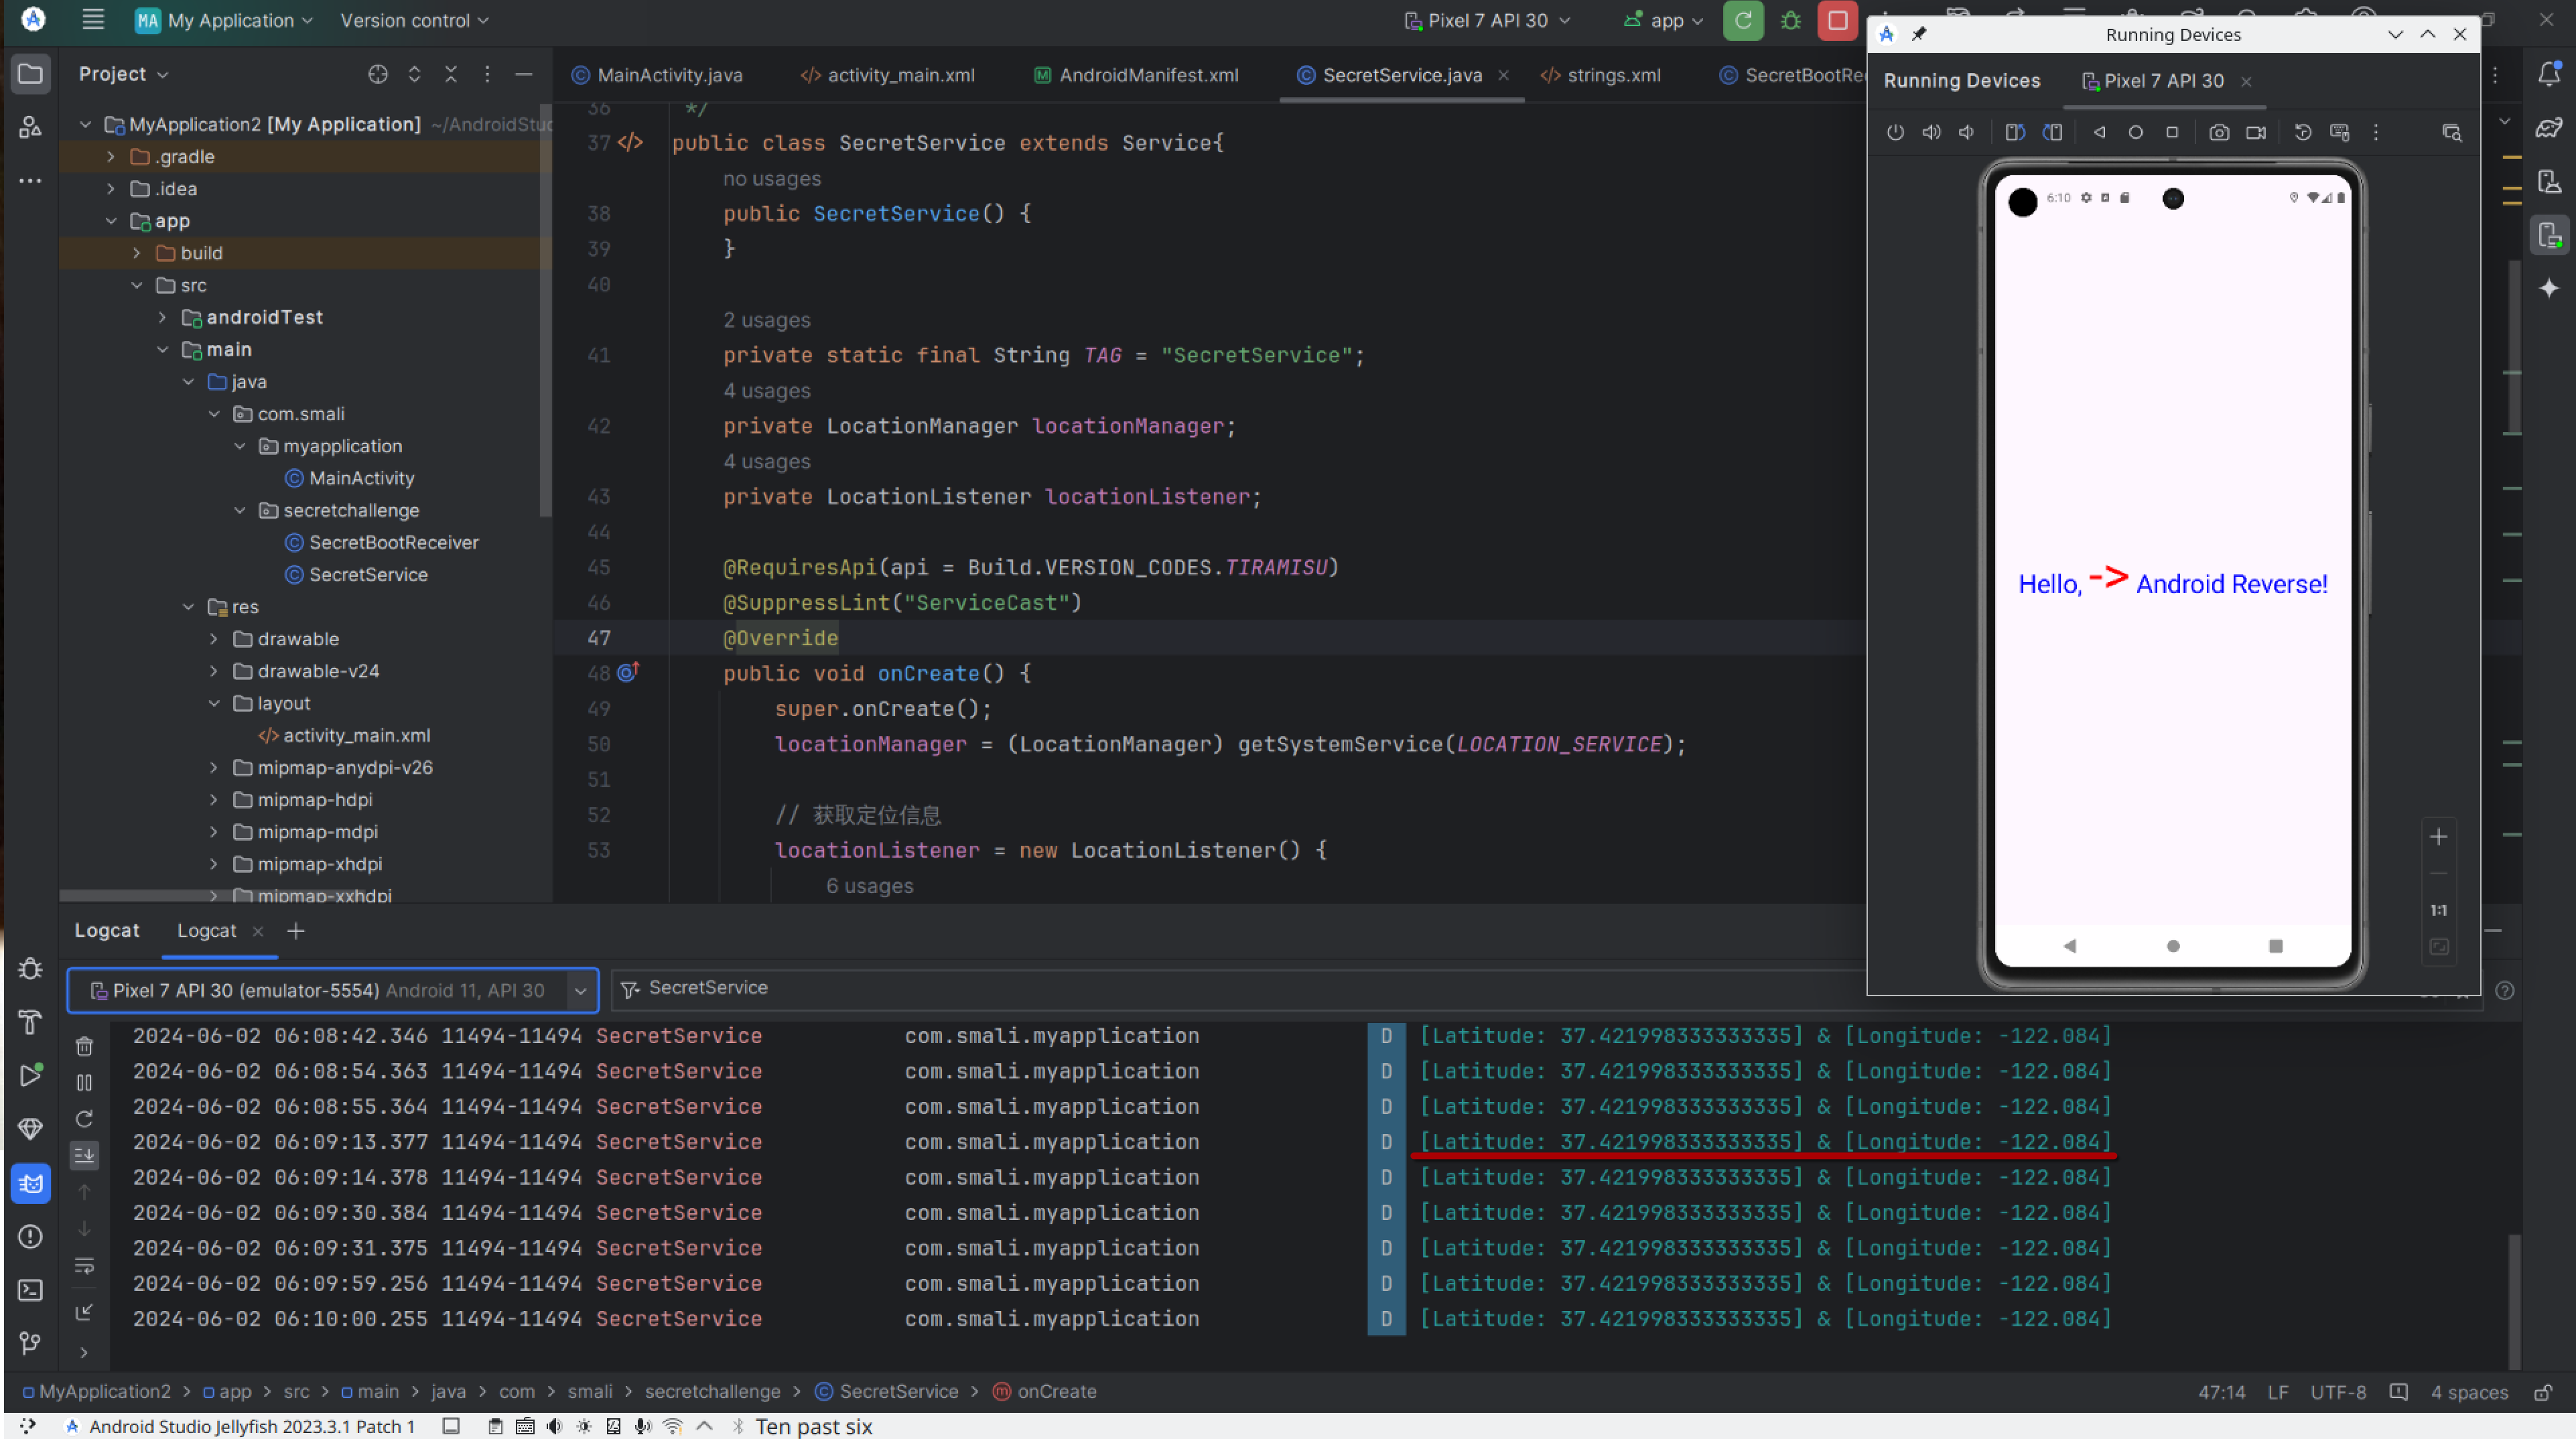 MA My Application Version control Pixel 7 API 30 app
Running Devices
Project
MainActivity.java activity_main.xml AndroidManifest.xml SecretService.java strings.xml SecretBootRe
Running Devices Pixel 7 API 30
MyApplication2 [My Application] ~/AndroidStud
.gradle
.idea
app
build
src
androidTest
main
java
com.smali
myapplication
MainActivity
secretchallenge
SecretBootReceiver
SecretService
res
drawable
drawable-v24
layout
activity_main.xml
mipmap-anydpi-v26
mipmap-hdpi
mipmap-mdpi
mipmap-xhdpi
mipmap-xxhdpi
36 */
37 public class SecretService extends Service{
no usages
38 public SecretService() {
39 }
40
2 usages
41 private static final String TAG = "SecretService";
4 usages
42 private LocationManager locationManager;
4 usages
43 private LocationListener locationListener;
44
45 @RequiresApi(api = Build.VERSION_CODES.TIRAMISU)
46 @SuppressLint("ServiceCast")
47 @Override
48 public void onCreate() {
49 super.onCreate();
50 locationManager = (LocationManager) getSystemService(LOCATION_SERVICE);
51
52 // 获取定位信息
53 locationListener = new LocationListener() {
6 usages
6:10
Hello, -> Android Reverse!
1:1
Logcat Logcat
Pixel 7 API 30 (emulator-5554) Android 11, API 30 SecretService
2024-06-02 06:08:42.346 11494-11494 SecretService com.smali.myapplication D [Latitude: 37.421998333333335] & [Longitude: -122.084]
2024-06-02 06:08:54.363 11494-11494 SecretService com.smali.myapplication D [Latitude: 37.421998333333335] & [Longitude: -122.084]
2024-06-02 06:08:55.364 11494-11494 SecretService com.smali.myapplication D [Latitude: 37.421998333333335] & [Longitude: -122.084]
2024-06-02 06:09:13.377 11494-11494 SecretService com.smali.myapplication D [Latitude: 37.421998333333335] & [Longitude: -122.084]
2024-06-02 06:09:14.378 11494-11494 SecretService com.smali.myapplication D [Latitude: 37.421998333333335] & [Longitude: -122.084]
2024-06-02 06:09:30.384 11494-11494 SecretService com.smali.myapplication D [Latitude: 37.421998333333335] & [Longitude: -122.084]
2024-06-02 06:09:31.375 11494-11494 SecretService com.smali.myapplication D [Latitude: 37.421998333333335] & [Longitude: -122.084]
2024-06-02 06:09:59.256 11494-11494 SecretService com.smali.myapplication D [Latitude: 37.421998333333335] & [Longitude: -122.084]
2024-06-02 06:10:00.255 11494-11494 SecretService com.smali.myapplication D [Latitude: 37.421998333333335] & [Longitude: -122.084]
MyApplication2 > app > src > main > java > com > smali > secretchallenge > SecretService > onCreate 47:14 LF UTF-8 4 spaces
Android Studio Jellyfish 2023.3.1 Patch 1 Ten past six